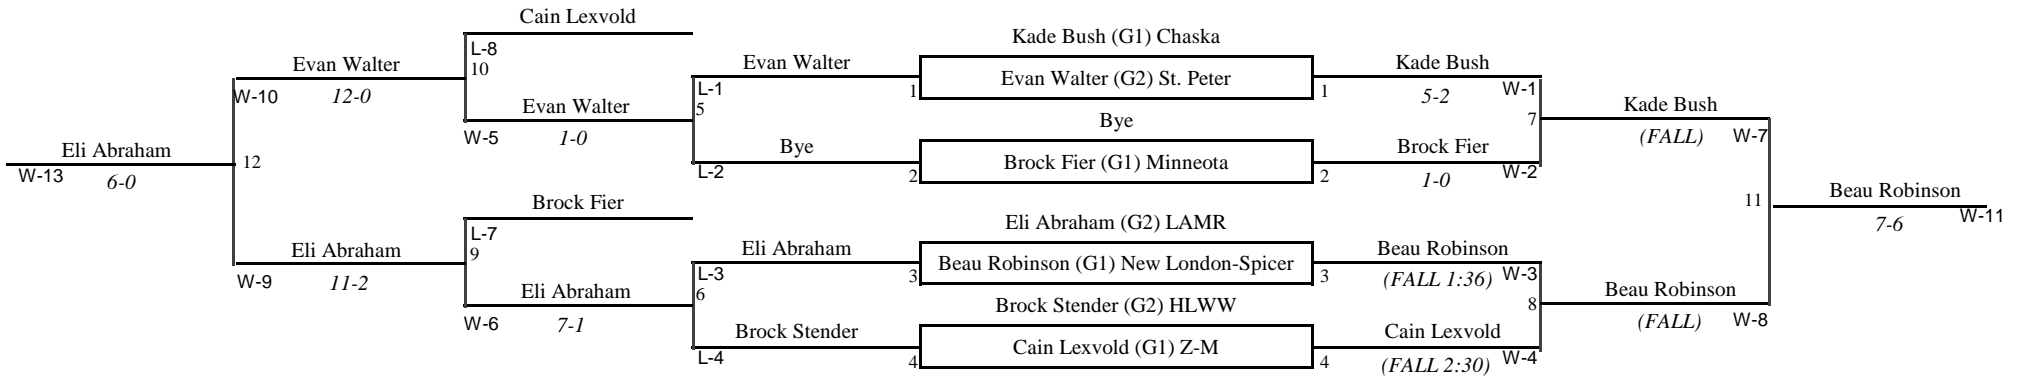 Cain Lexvold
L-8
10
Evan Walter
W-10
12-0
Evan Walter
W-5
1-0
Eli Abraham
W-13
6-0
12
Brock Fier
L-7
9
Eli Abraham
W-9
11-2
Eli Abraham
W-6
7-1
Evan Walter
L-1
5
Bye
L-2
Eli Abraham
L-3
6
Brock Stender
L-4
Kade Bush (G1) Chaska
1 Evan Walter (G2) St. Peter 1
Bye
2 Brock Fier (G1) Minneota 2
Eli Abraham (G2) LAMR
3 Beau Robinson (G1) New London-Spicer 3
Brock Stender (G2) HLWW
4 Cain Lexvold (G1) Z-M 4
Kade Bush
5-2
W-1
7
Brock Fier
1-0
W-2
Beau Robinson
(FALL 1:36)
W-3
8
Cain Lexvold
(FALL 2:30)
W-4
Kade Bush
(FALL)
W-7
11
Beau Robinson
(FALL)
W-8
Beau Robinson
7-6
W-11